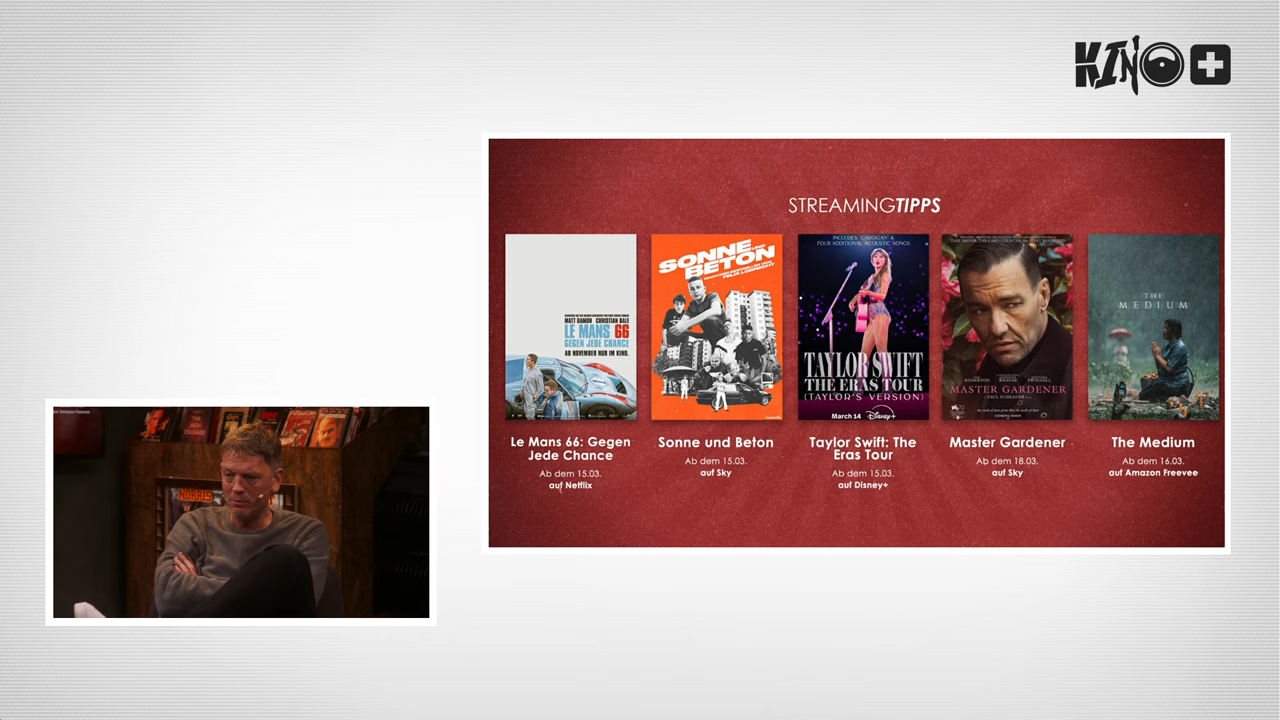 KINO+
STREAMINGTIPPS
INCLUDES "CARDIGAN" &
FOUR ADDITIONAL ACOUSTIC SONGS
SONNE UND
BETON
THE
MEDIUM
MATT DAMON CHRISTIAN BALE
LE MANS 66
GEGEN JEDE CHANCE
AB NOVEMBER NUR IM KINO.
TAYLOR SWIFT
THE ERAS TOUR
(TAYLOR'S VERSION)
March 14 Disney+
MASTER GARDENER
Le Mans 66: Gegen
Jede Chance
Ab dem 15.03.
auf Netflix
Sonne und Beton
Ab dem 15.03.
auf Sky
Taylor Swift: The
Eras Tour
Ab dem 15.03.
auf Disney+
Master Gardener
Ab dem 18.03.
auf Sky
The Medium
Ab dem 16.03.
auf Amazon Freevee
NORRIS